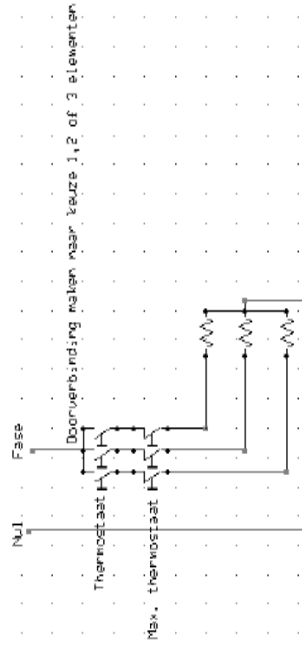 Doorverbinding maken naar keuze 1,2 of 3 elementen
Fase
Nul
Thermostaat
Max. thermostaat